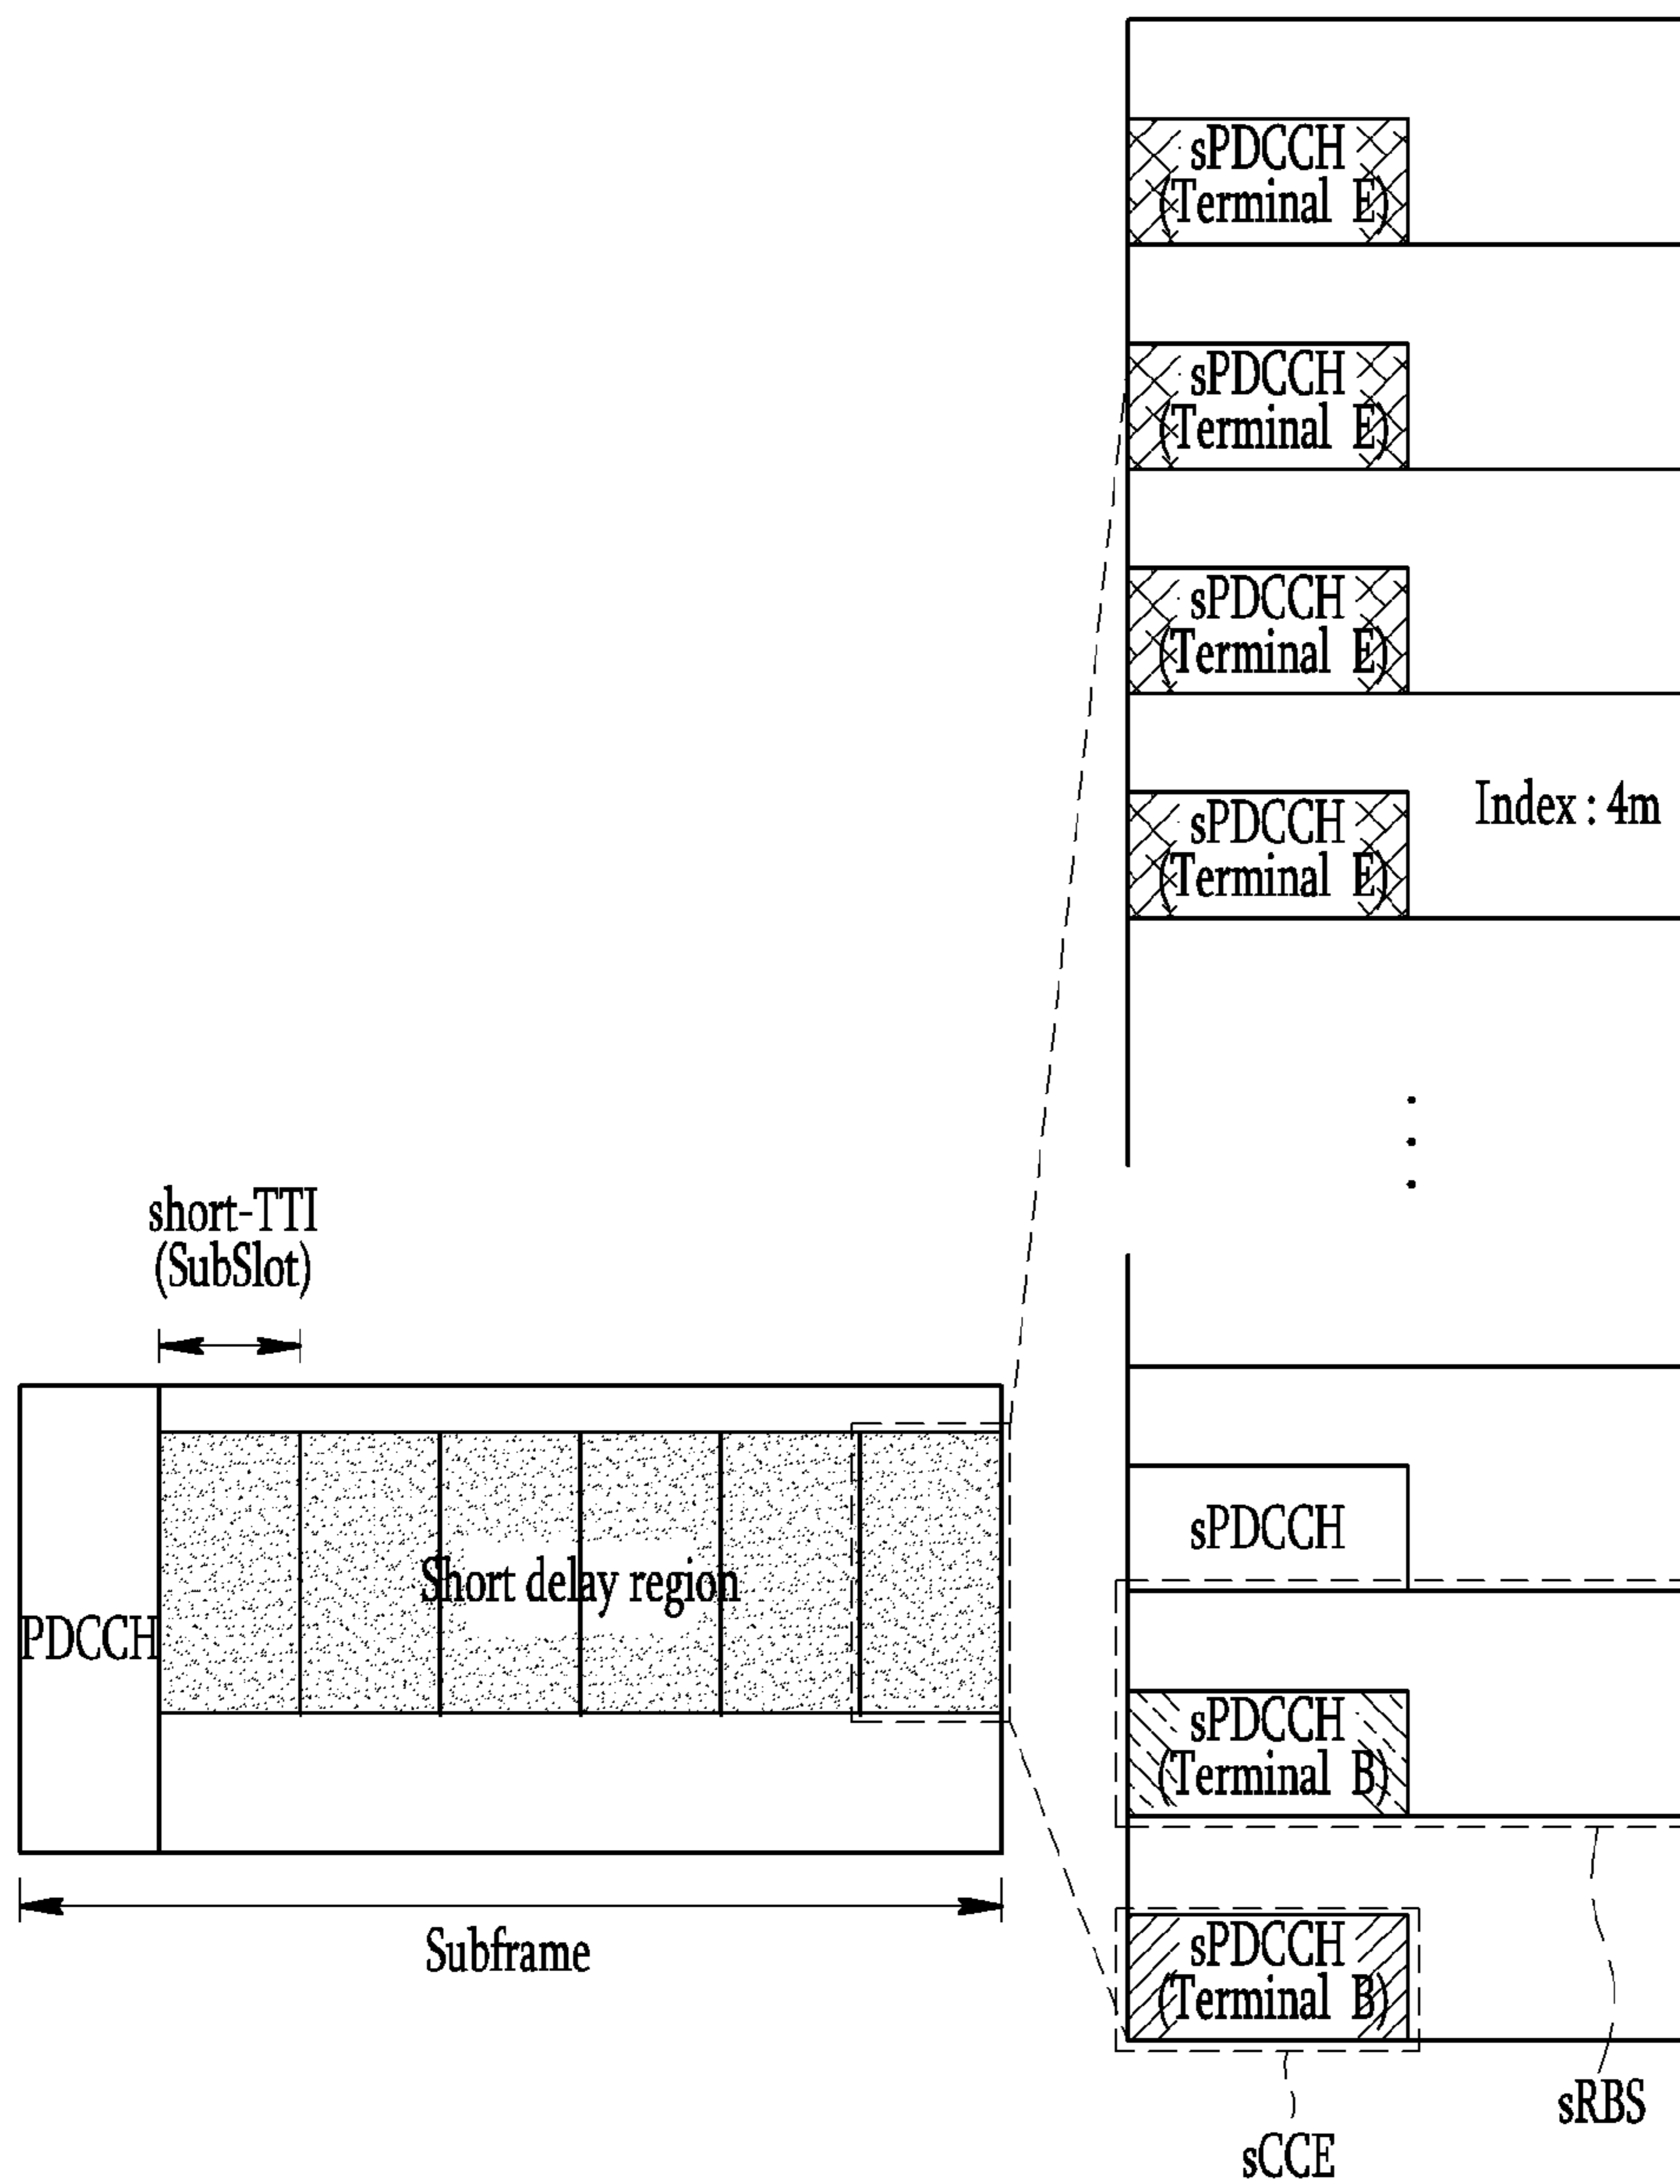 sPDCCH
(Terminal E)
sPDCCH
(Terminal E)
sPDCCH
(Terminal E)
Index : 4m
sPDCCH
(Terminal E)
short-TTI
(SubSlot)
sPDCCH
Short delay region
PDCCH
sPDCCH
(Terminal B)
Subframe
sPDCCH
(Terminal B)
sRBS
sCCE